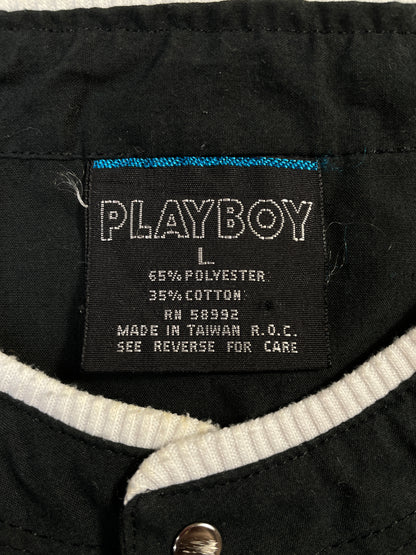 PLAYBOY
L
65% POLYESTER
35% COTTON
RN 58992
MADE IN TAIWAN R.O.C.
SEE REVERSE FOR CARE